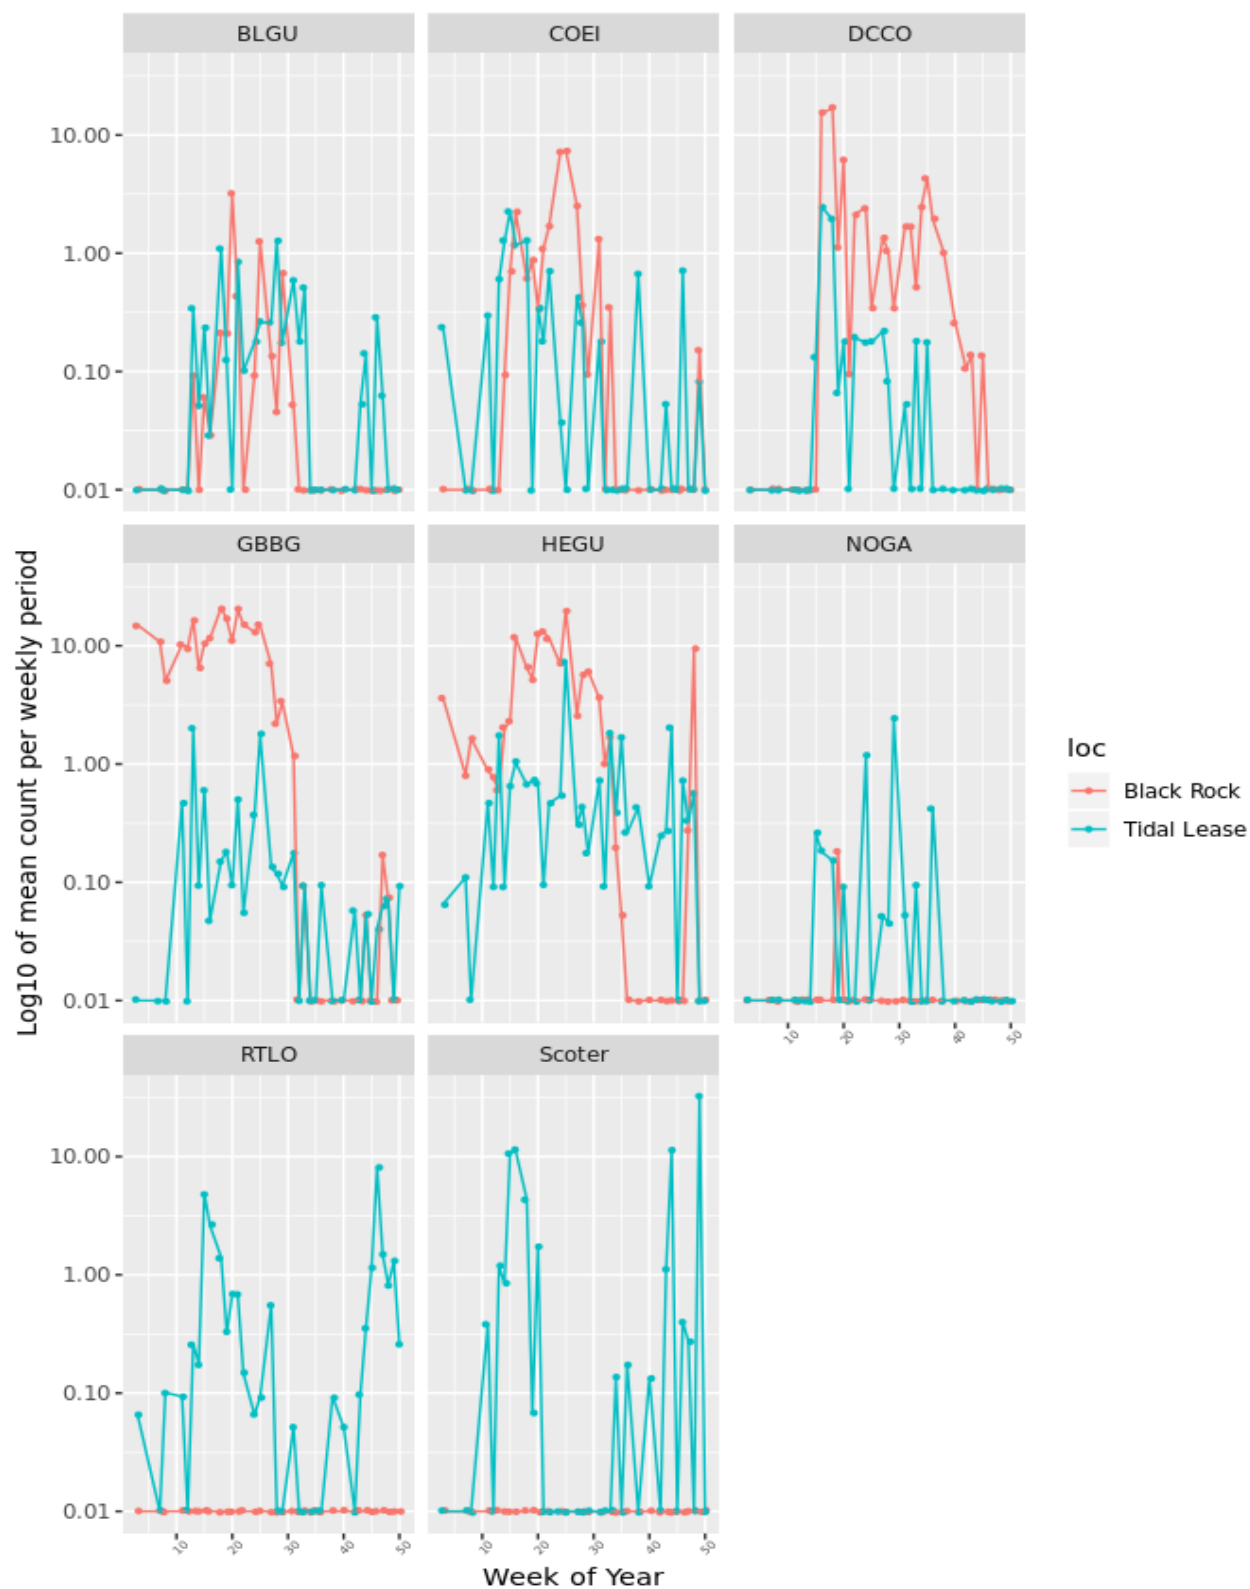 BLGU COEI DCCO
10.00
1.00
0.10
0.01
GBBG HEGU NOGA
10.00
1.00
0.10
0.01
10 20 30 40 50
RTLO Scoter
10.00
1.00
0.10
0.01
10 20 30 40 50 10 20 30 40 50
Week of Year
Log10 of mean count per weekly period
loc
Black Rock
Tidal Lease